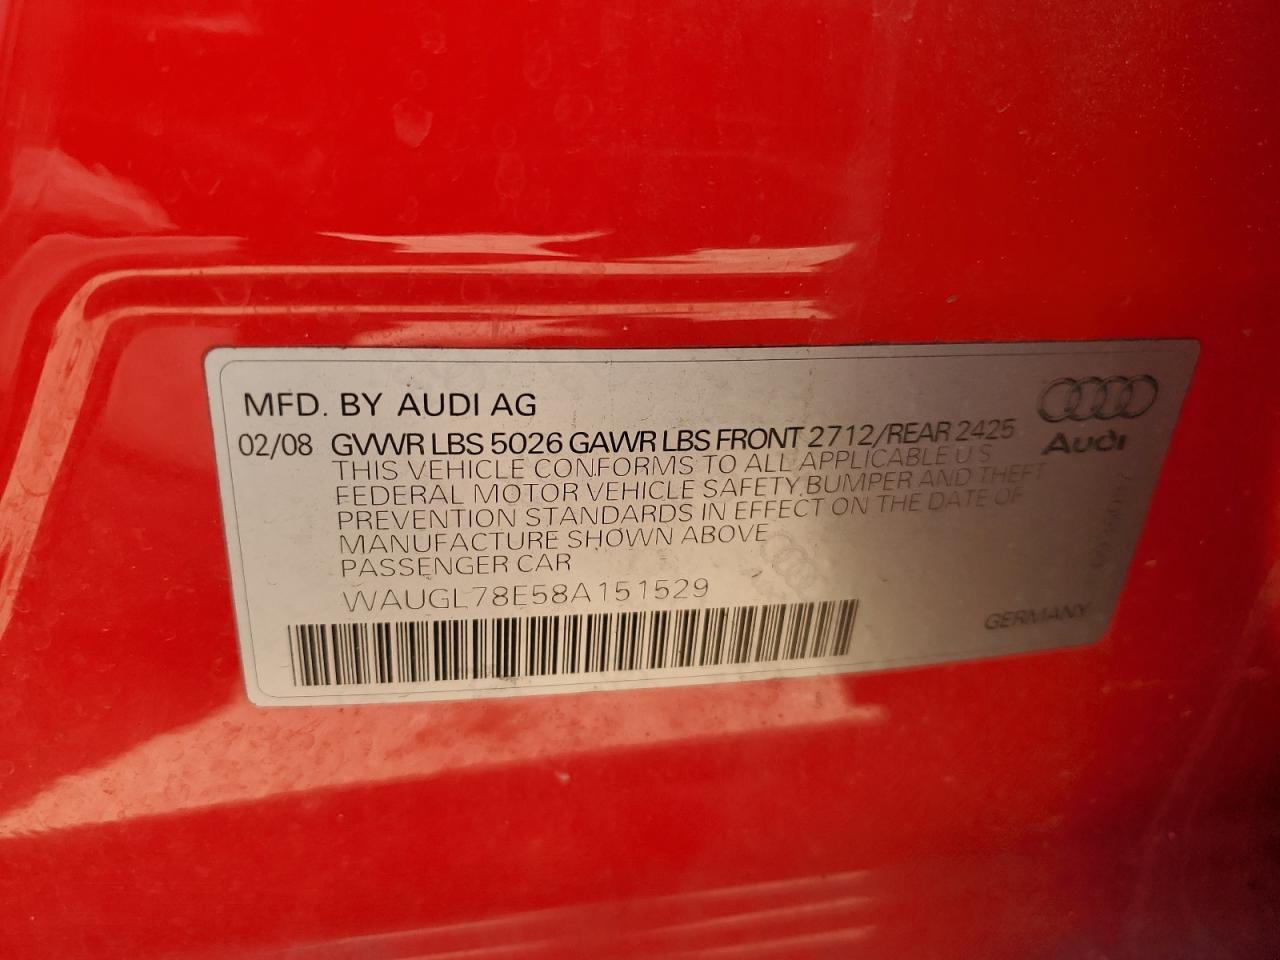 MFD. BY AUDI AG
02/08 GVWR LBS 5026 GAWR LBS FRONT 2712/REAR 2425
Audi
THIS VEHICLE CONFORMS TO ALL APPLICABLE U S
FEDERAL MOTOR VEHICLE SAFETY, BUMPER AND THEFT
PREVENTION STANDARDS IN EFFECT ON THE DATE OF
MANUFACTURE SHOWN ABOVE
PASSENGER CAR
WAUGL78E58A151529
GERMANY